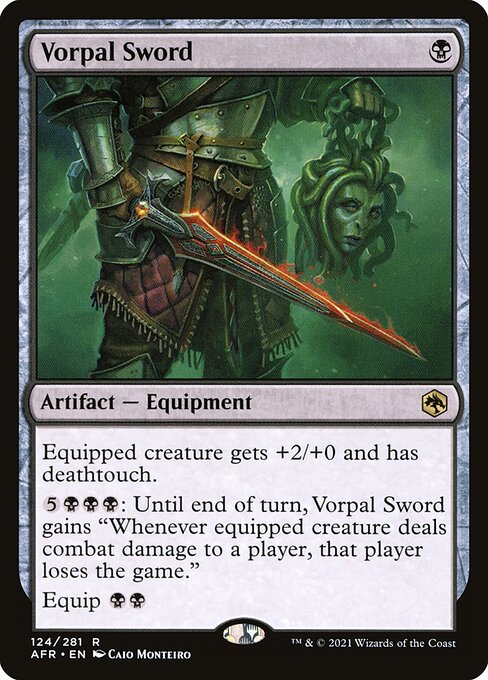 Vorpal Sword
Artifact — Equipment
Equipped creature gets +2/+0 and has
deathtouch.
5: Until end of turn, Vorpal Sword
gains “Whenever equipped creature deals
combat damage to a player, that player
loses the game.”
Equip
124/281 R
AFR • EN Caio Monteiro
™ & © 2021 Wizards of the Coast